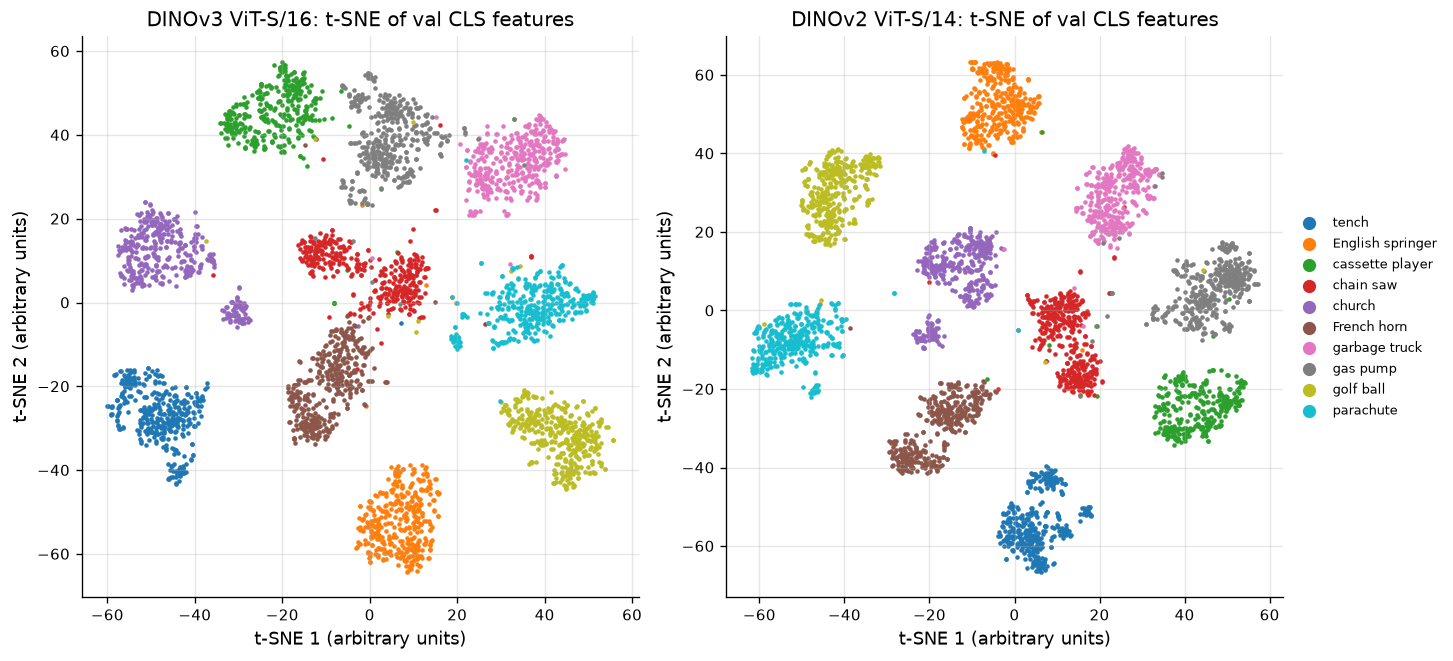 DINOv3 ViT-S/16: t-SNE of val CLS features
t-SNE 2 (arbitrary units)
60
40
20
0
−20
−40
−60
−60
−40
−20
0
20
40
60
t-SNE 1 (arbitrary units)
DINOv2 ViT-S/14: t-SNE of val CLS features
t-SNE 2 (arbitrary units)
60
40
20
0
−20
−40
−60
−60
−40
−20
0
20
40
60
t-SNE 1 (arbitrary units)
tench
English springer
cassette player
chain saw
church
French horn
garbage truck
gas pump
golf ball
parachute